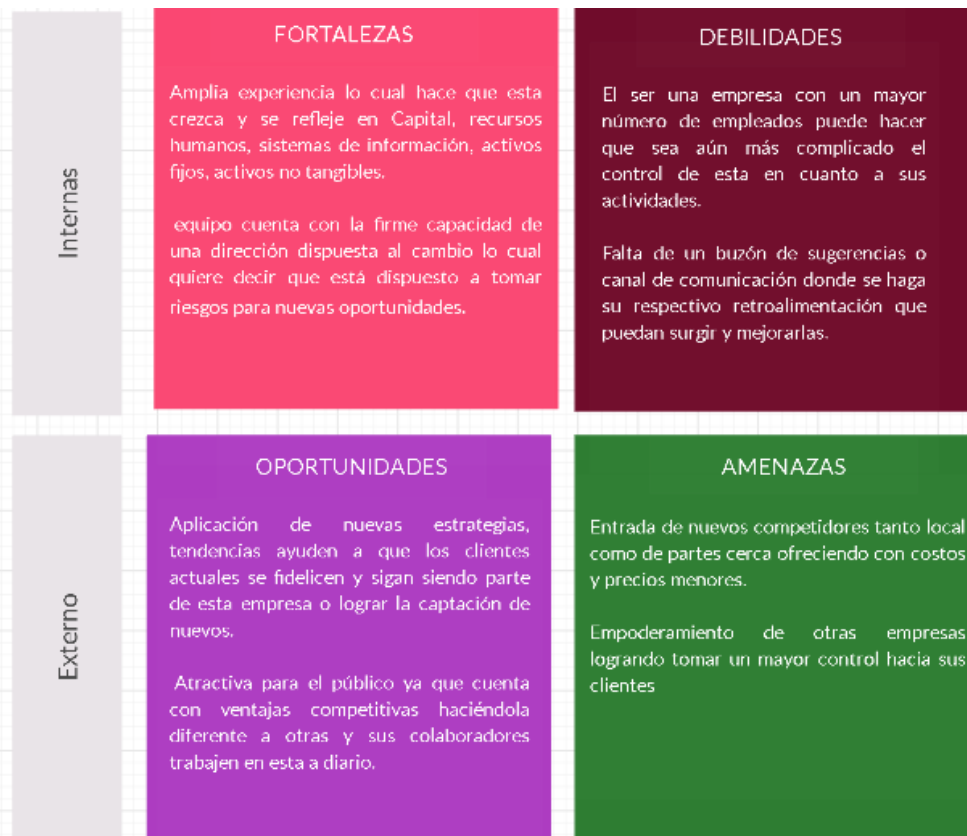 Internas
FORTALEZAS
Amplia experiencia lo cual hace que esta
crezca y se refleje en Capital, recursos
humanos, sistemas de información, activos
fijos, activos no tangibles.
equipo cuenta con la firme capacidad de
una dirección dispuesta al cambio lo cual
quiere decir que está dispuesto a tomar
riesgos para nuevas oportunidades.
DEBILIDADES
El ser una empresa con un mayor
número de empleados puede hacer
que sea aún más complicado el
control de esta en cuanto a sus
actividades.
Falta de un buzón de sugerencias o
canal de comunicación donde se haga
su respectivo retroalimentación que
puedan surgir y mejorarlas.
Externo
OPORTUNIDADES
Aplicación de nuevas estrategias,
tendencias ayuden a que los clientes
actuales se fidelicen y sigan siendo parte
de esta empresa o lograr la captación de
nuevos.
Atractiva para el público ya que cuenta
con ventajas competitivas haciéndola
diferente a otras y sus colaboradores
trabajen en esta a diario.
AMENAZAS
Entrada de nuevos competidores tanto local
como de partes cerca ofreciendo con costos
y precios menores.
Empoderamiento de otras empresas
logrando tomar un mayor control hacia sus
clientes